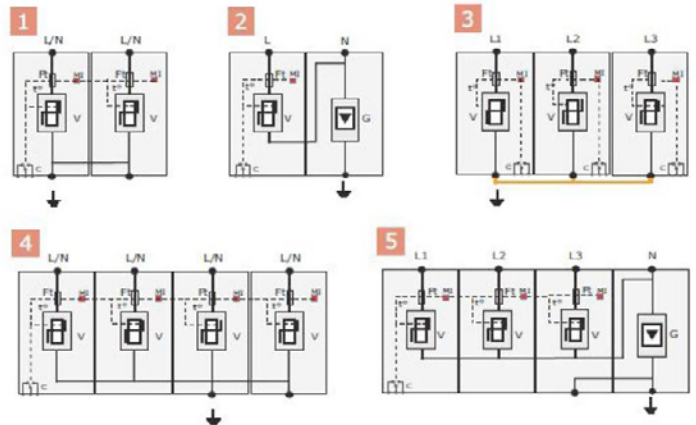 1
L/N L/N
Ft MI Ft MI
t° t°
V V
C
2
L N
Ft MI
t°
V G
C
3
L1 L2 L3
Ft MI Ft MI Ft MI
t° t° t°
V V V
C C C
4
L/N L/N L/N L/N
Ft MI Ft MI Ft MI Ft MI
t° t° t° t°
V V V V
C
5
L1 L2 L3 N
Ft MI Ft MI Ft MI
t° t° t°
V V V G
C